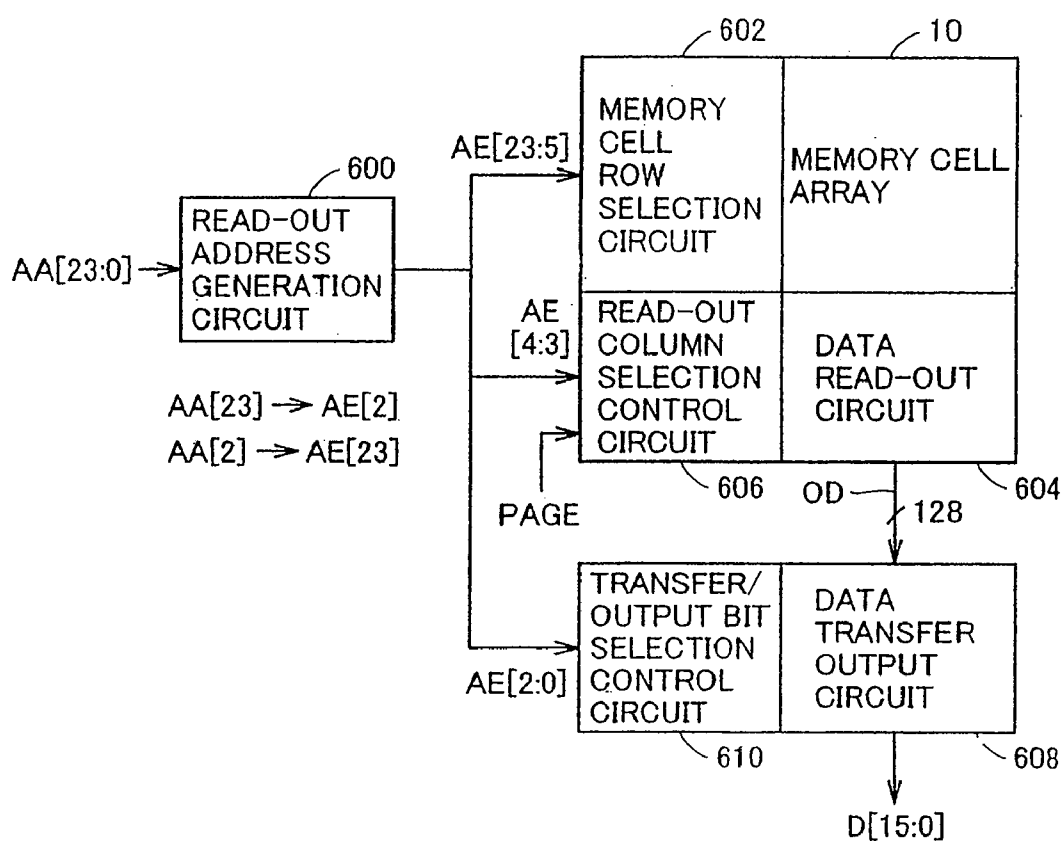 602
10
MEMORY
CELL
ROW
SELECTION
CIRCUIT
MEMORY CELL
ARRAY
AE[23:5]
600
READ-OUT
ADDRESS
GENERATION
CIRCUIT
AA[23:0]
AE
[4:3]
READ-OUT
COLUMN
SELECTION
CONTROL
CIRCUIT
DATA
READ-OUT
CIRCUIT
AA[23] → AE[2]
AA[2] → AE[23]
PAGE
606
OD
604
128
TRANSFER/
OUTPUT BIT
SELECTION
CONTROL
CIRCUIT
DATA
TRANSFER
OUTPUT
CIRCUIT
AE[2:0]
610
608
D[15:0]